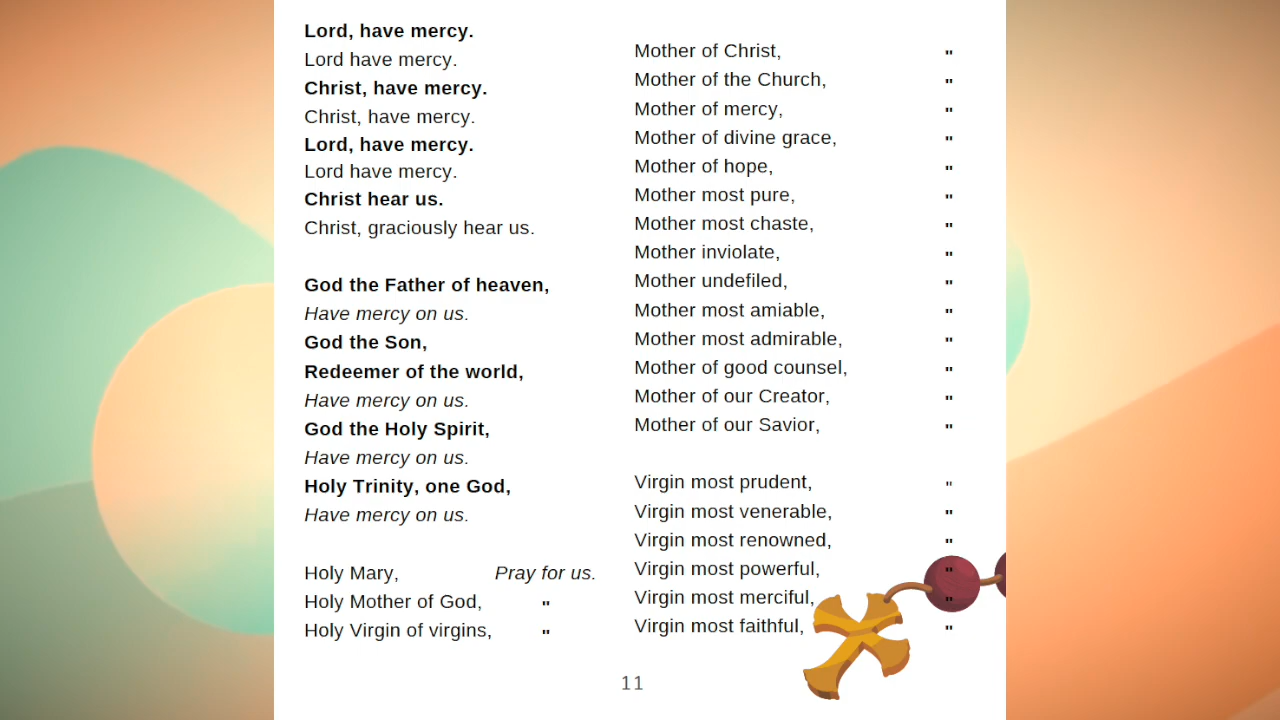 Lord, have mercy.
Lord have mercy.
Christ, have mercy.
Christ, have mercy.
Lord, have mercy.
Lord have mercy.
Christ hear us.
Christ, graciously hear us.
God the Father of heaven,
Have mercy on us.
God the Son,
Redeemer of the world,
Have mercy on us.
God the Holy Spirit,
Have mercy on us.
Holy Trinity, one God,
Have mercy on us.
Holy Mary, Pray for us.
Holy Mother of God, "
Holy Virgin of virgins, "
Mother of Christ, "
Mother of the Church, "
Mother of mercy, "
Mother of divine grace, "
Mother of hope, "
Mother most pure, "
Mother most chaste, "
Mother inviolate, "
Mother undefiled, "
Mother most amiable, "
Mother most admirable, "
Mother of good counsel, "
Mother of our Creator, "
Mother of our Savior, "
Virgin most prudent, "
Virgin most venerable, "
Virgin most renowned, "
Virgin most powerful, "
Virgin most merciful, "
Virgin most faithful, "
11